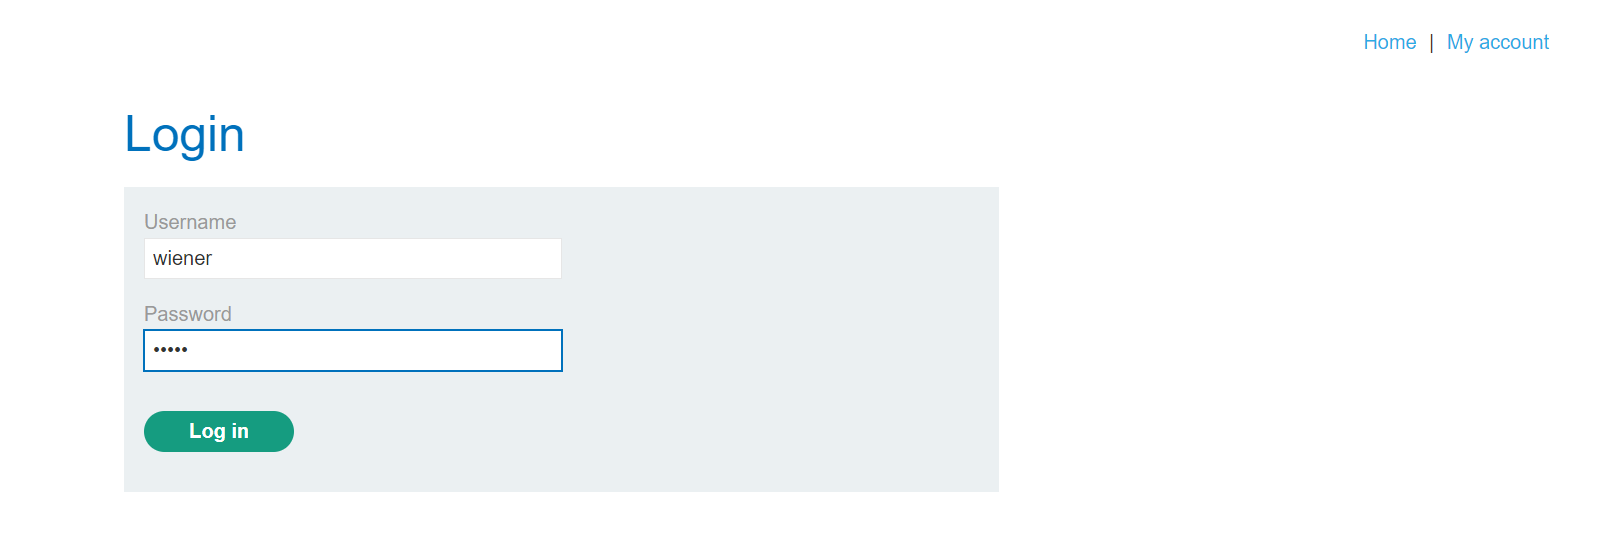 Home | My account
Login
Username
wiener
Password
•••••
Log in